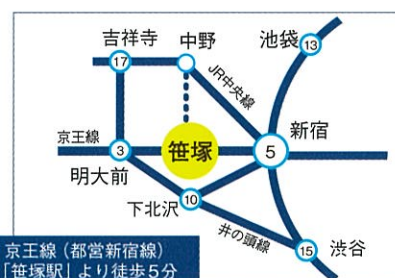 吉祥寺
中野
池袋
17
13
JR中央線
新宿
京王線
3
笹塚
5
明大前
下北沢
10
井の頭線
15
渋谷
京王線（都営新宿線）
「笹塚駅」より徒歩5分